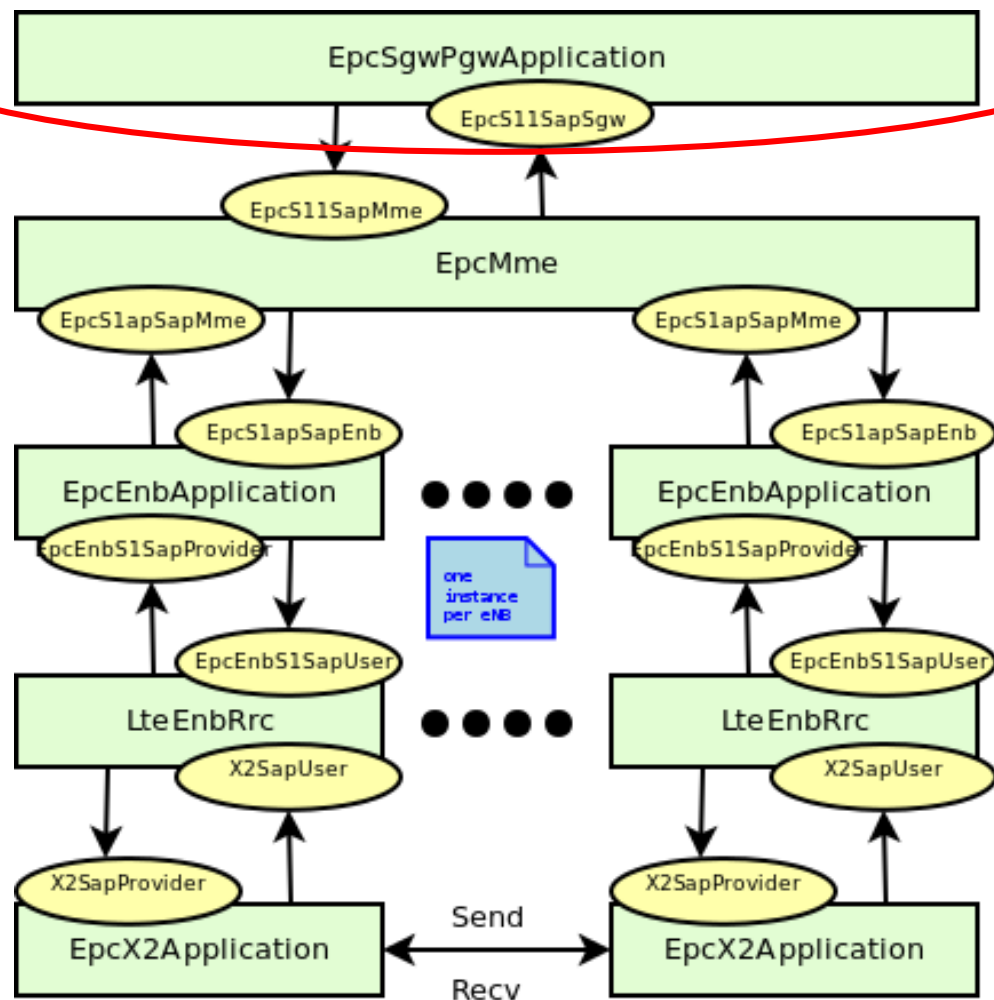 EpcSgwPgwApplication
EpcS11SapSgw
EpcS11SapMme
EpcMme
EpcS1apSapMme
EpcS1apSapMme
EpcS1apSapEnb
EpcS1apSapEnb
EpcEnbApplication
EpcEnbApplication
EpcEnbS1SapProvider
EpcEnbS1SapProvider
one
instance
per eNB
EpcEnbS1SapUser
EpcEnbS1SapUser
LteEnbRrc
LteEnbRrc
X2SapUser
X2SapUser
X2SapProvider
X2SapProvider
Send
EpcX2Application
EpcX2Application
Recv